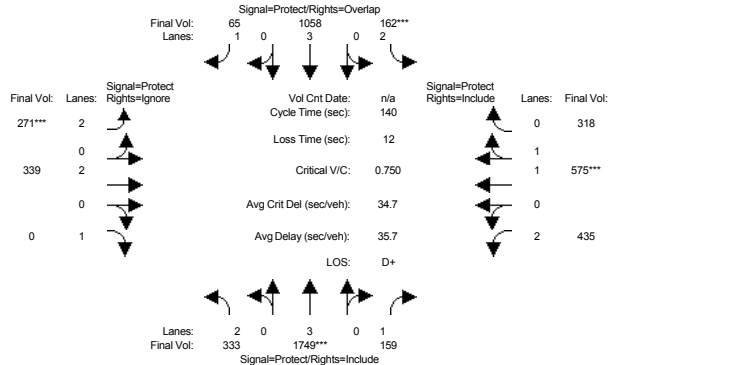 Signal=Protect/Rights=Overlap
Final Vol: 65 1058 162***
Lanes: 1 0 3 0 2
Signal=Protect Signal=Protect
Final Vol: Lanes: Rights=Ignore Vol Cnt Date: n/a Rights=Include Lanes: Final Vol:
Cycle Time (sec): 140
271*** 2 0 318
Loss Time (sec): 12
0 1
339 2 Critical V/C: 0.750 1 575***
0 Avg Crit Del (sec/veh): 34.7 0
0 1 Avg Delay (sec/veh): 35.7 2 435
LOS: D+
Lanes: 2 0 3 0 1
Final Vol: 333 1749*** 159
Signal=Protect/Rights=Include